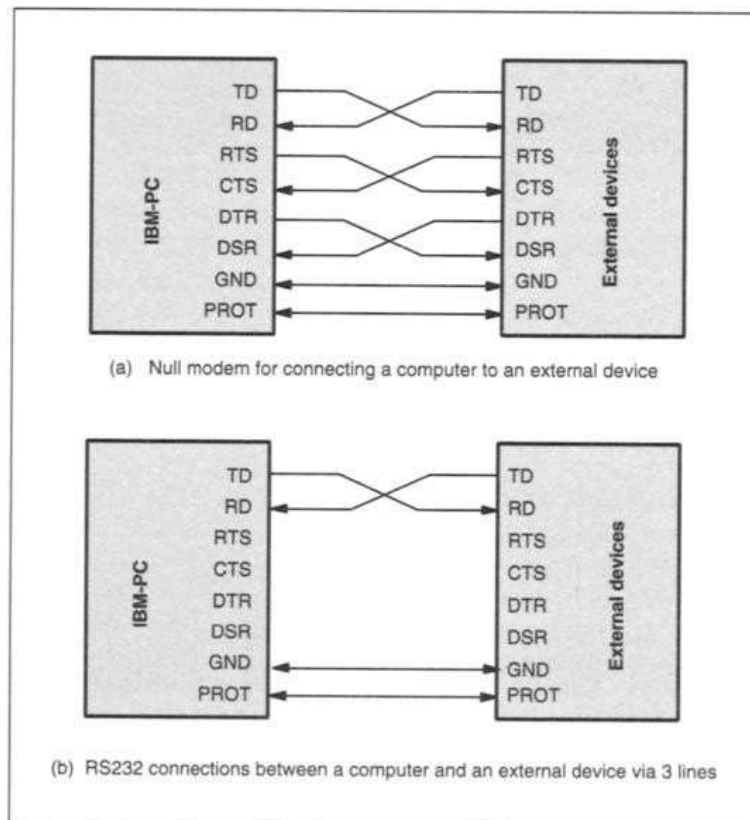 IBM-PC
TD
RD
RTS
CTS
DTR
DSR
GND
PROT
TD
RD
RTS
CTS
DTR
DSR
GND
PROT
External devices
(a) Null modem for connecting a computer to an external device
IBM-PC
TD
RD
RTS
CTS
DTR
DSR
GND
PROT
TD
RD
RTS
CTS
DTR
DSR
GND
PROT
External devices
(b) RS232 connections between a computer and an external device via 3 lines